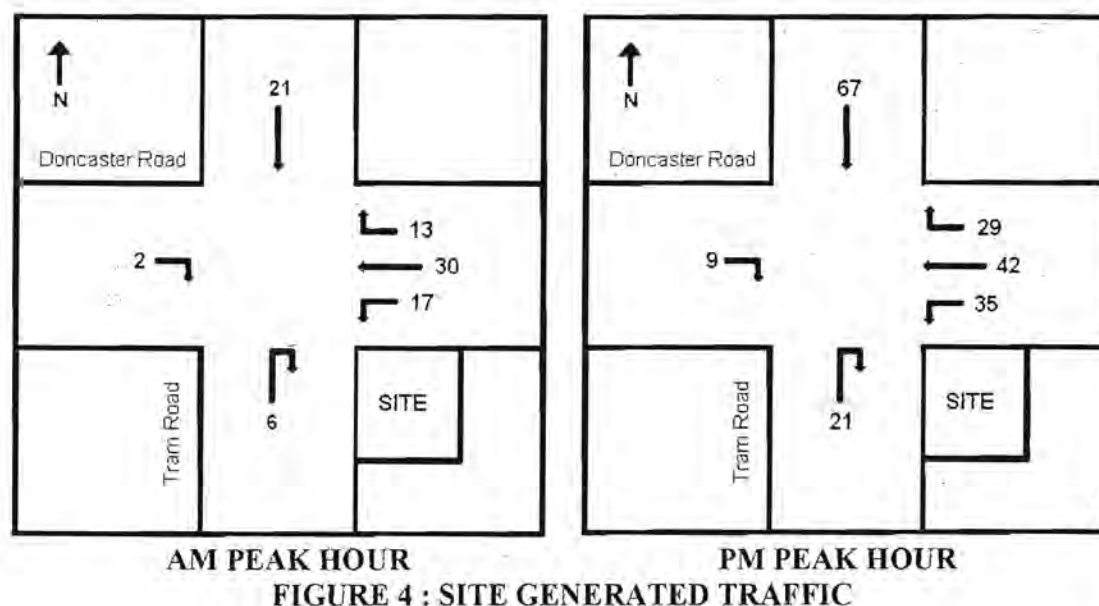 N
21
Doncaster Road
13
2
30
17
Tram Road
6
SITE
AM PEAK HOUR
N
67
Doncaster Road
29
9
42
35
Tram Road
21
SITE
PM PEAK HOUR
FIGURE 4 : SITE GENERATED TRAFFIC